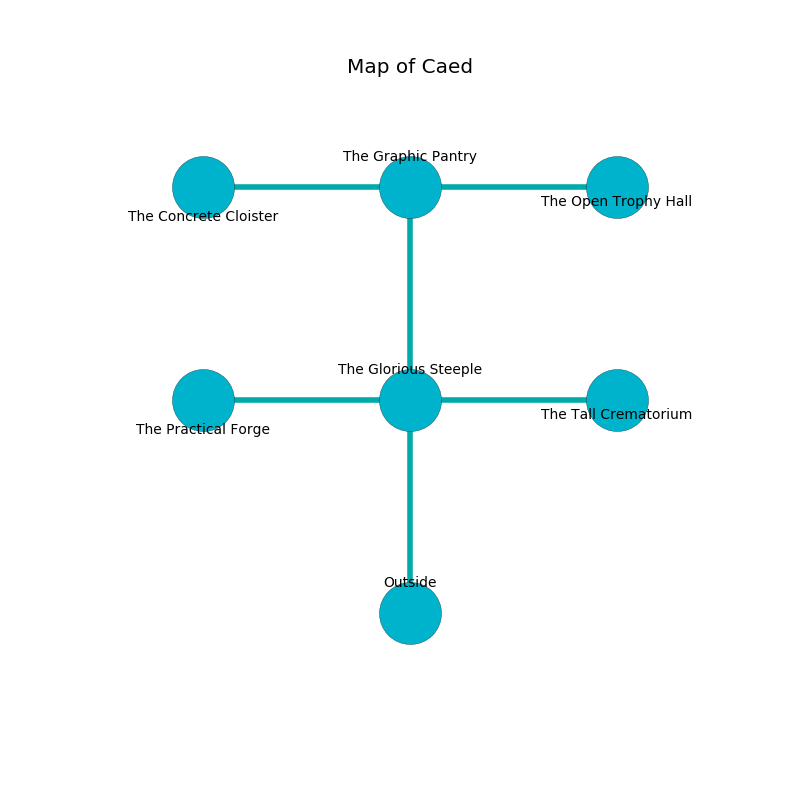 Map of Caed
The Graphic Pantry
The Open Trophy Hall
The Concrete Cloister
The Glorious Steeple
The Tall Crematorium
The Practical Forge
Outside